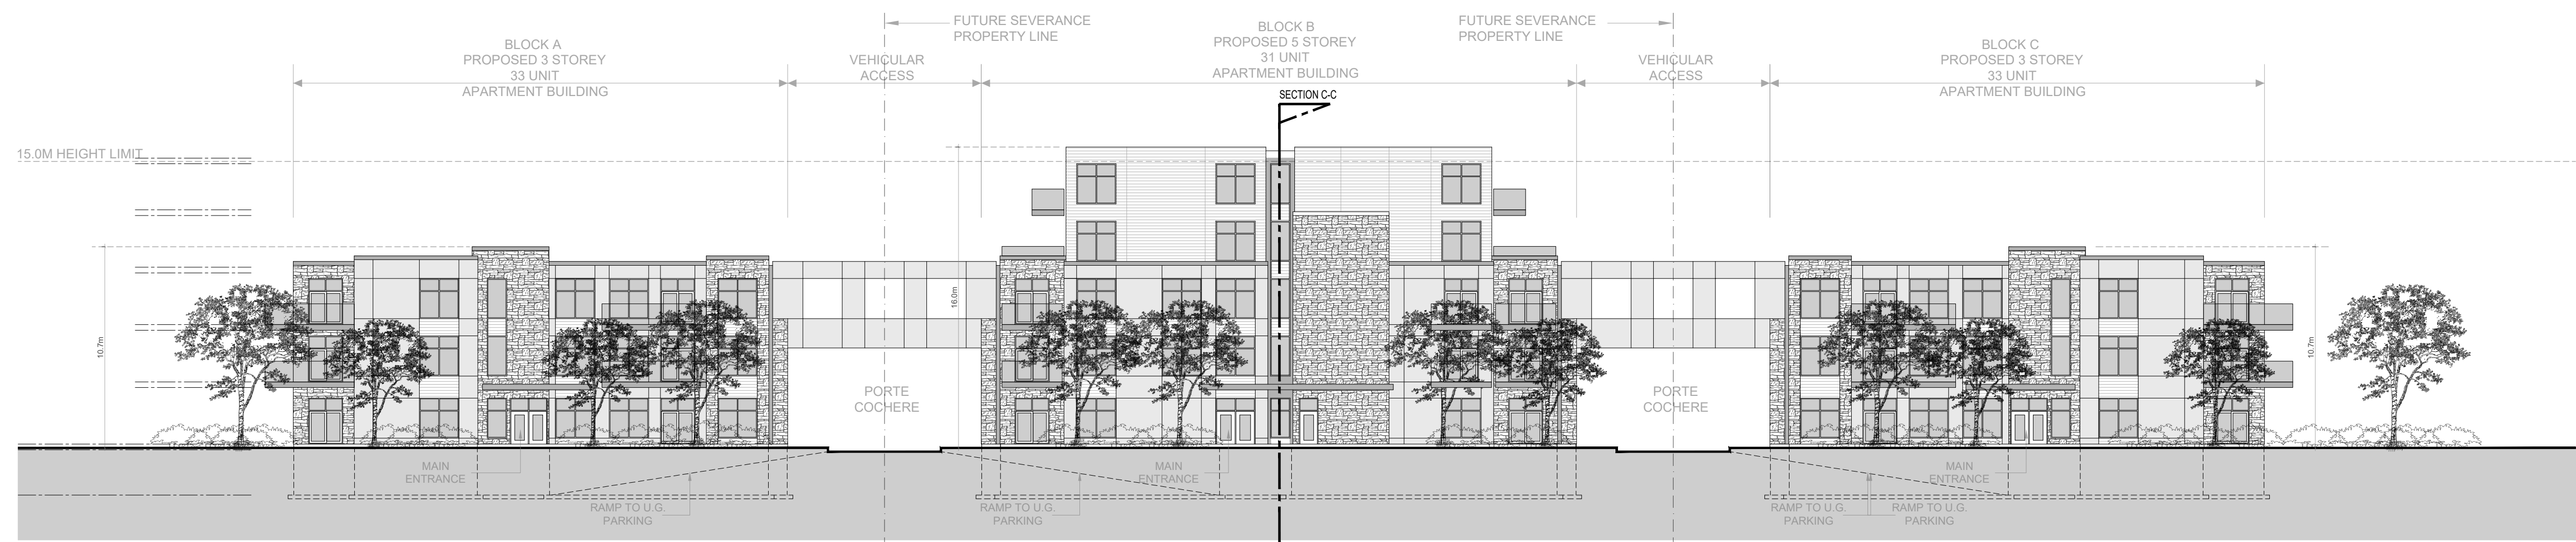 FUTURE SEVERANCE
PROPERTY LINE
FUTURE SEVERANCE
PROPERTY LINE
BLOCK A
PROPOSED 3 STOREY
33 UNIT
APARTMENT BUILDING
VEHICULAR
ACCESS
BLOCK B
PROPOSED 5 STOREY
31 UNIT
APARTMENT BUILDING
VEHICULAR
ACCESS
BLOCK C
PROPOSED 3 STOREY
33 UNIT
APARTMENT BUILDING
SECTION C-C
15.0M HEIGHT LIMIT
10.7m
16.0m
10.7m
PORTE
COCHERE
PORTE
COCHERE
MAIN
ENTRANCE
MAIN
ENTRANCE
MAIN
ENTRANCE
RAMP TO U.G.
PARKING
RAMP TO U.G.
PARKING
RAMP TO U.G.
PARKING
RAMP TO U.G.
PARKING